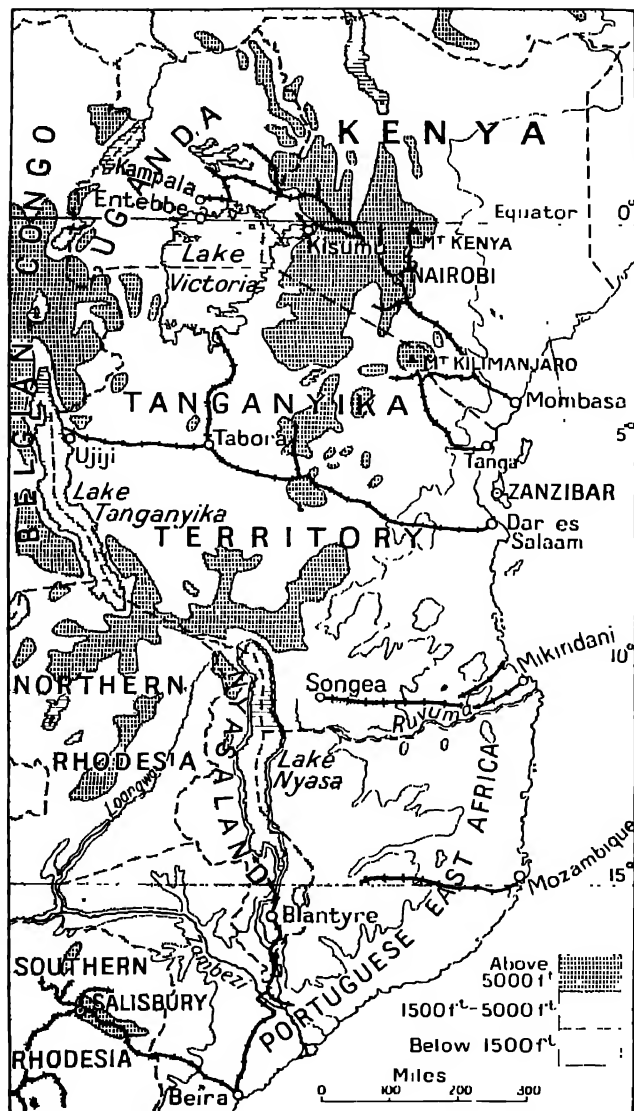 KENYA
UGANDA
Kampala
Entebbe
Equator 0°
BELGIAN CONGO
Kisumu
MT KENYA
Lake
Victoria
NAIROBI
MT KILIMANJARO
TANGANYIKA
Mombasa
Ujiji
Tabora
5°
Tanga
Lake
Tanganyika
ZANZIBAR
TERRITORY
Dar es
Salaam
10°
Mikindani
NORTHERN
Songea
Ruvuma
NYASALAND
RHODESIA
Loangwa
Lake
Nyasa
PORTUGUESE EAST AFRICA
Mozambique
15°
Blantyre
Zambezi
SOUTHERN
SALISBURY
RHODESIA
Beira
Above
5000 ft
1500 ft-5000 ft
Below 1500 ft
Miles
0 100 200 300